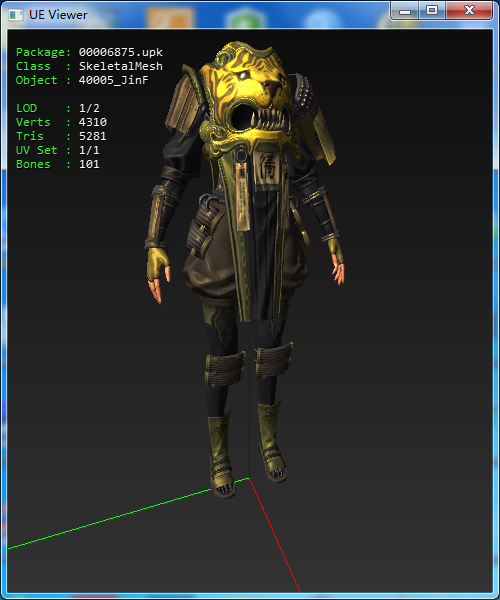 UE Viewer
Package: 00006875.upk
Class : SkeletalMesh
Object : 40005_JinF
LOD : 1/2
Verts : 4310
Tris : 5281
UV Set : 1/1
Bones : 101